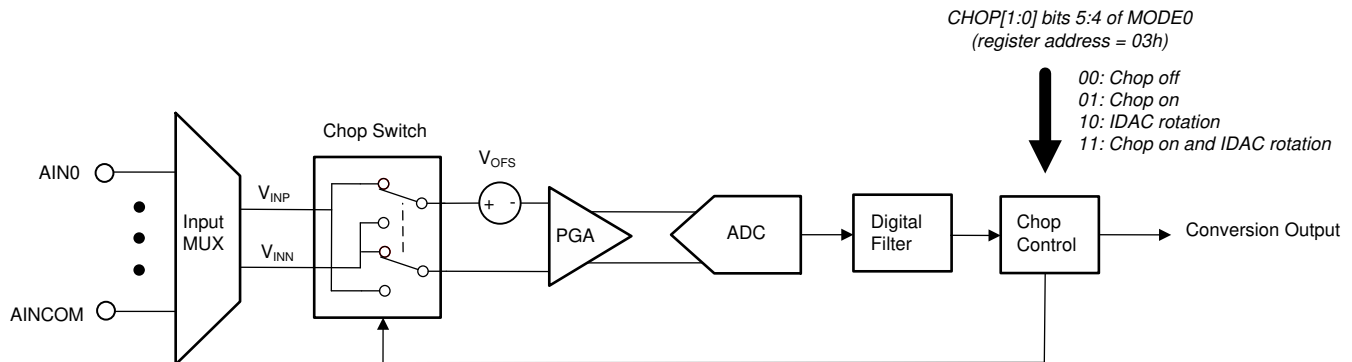 CHOP[1:0] bits 5:4 of MODE0
(register address = 03h)
00: Chop off
01: Chop on
10: IDAC rotation
11: Chop on and IDAC rotation
Chop Switch
VOFS
AIN0
VINP
+ -
Input
MUX
PGA
ADC
Digital
Filter
Chop
Control
Conversion Output
VINN
AINCOM